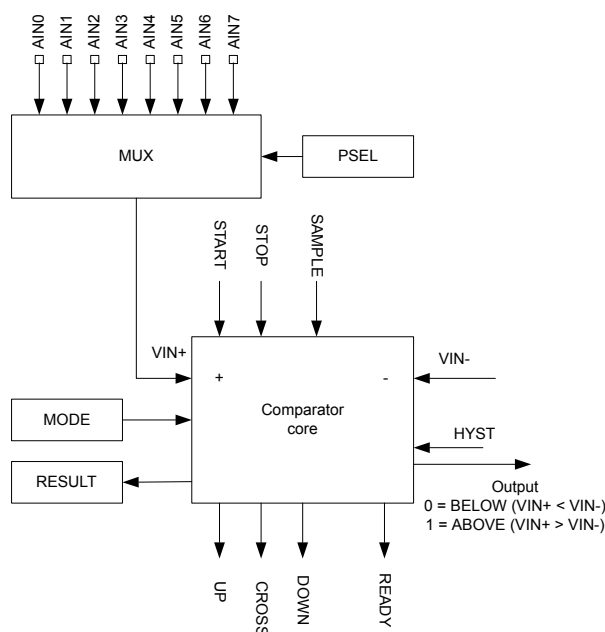 AIN0
AIN1
AIN2
AIN3
AIN4
AIN5
AIN6
AIN7
MUX
PSEL
START
STOP
SAMPLE
VIN+
VIN-
+
-
MODE
Comparator
core
HYST
RESULT
Output
0 = BELOW (VIN+ < VIN-)
1 = ABOVE (VIN+ > VIN-)
UP
CROSS
DOWN
READY